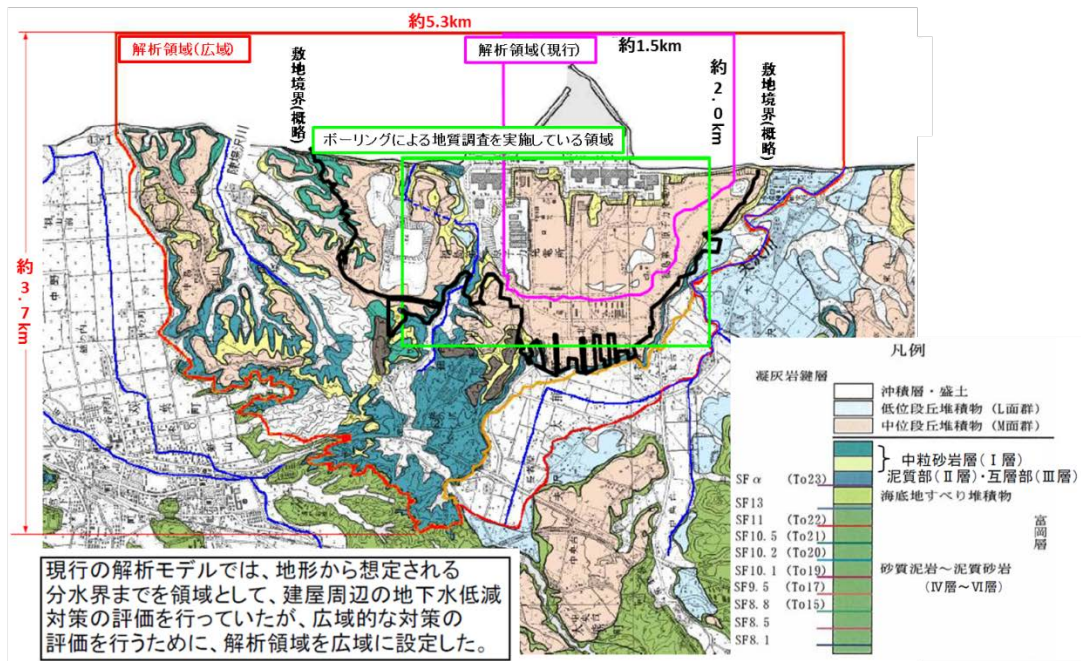 約5.3km
解析領域(広域)
解析領域(現行)
約1.5km
敷地境界(概略)
約2.0km
敷地境界(概略)
ボーリングによる地質調査を実施している領域
約3.7km
凡例
凝灰岩鍵層
沖積層・盛土
低位段丘堆積物 (L面群)
中位段丘堆積物 (M面群)
中粒砂岩層(Ⅰ層)
泥質部(Ⅱ層)・互層部(Ⅲ層)
SFα (To23)
海底地すべり堆積物
SF13
SF11 (To22)
SF10.5 (To21)
SF10.2 (To20)
SF10.1 (To19)
砂質泥岩~泥質砂岩
SF9.5 (To17)
(Ⅳ層~Ⅵ層)
SF8.8 (To15)
SF8.5
SF8.1
富岡層
現行の解析モデルでは、地形から想定される
分水界までを領域として、建屋周辺の地下水低減
対策の評価を行っていたが、広域的な対策の
評価を行うために、解析領域を広域に設定した。